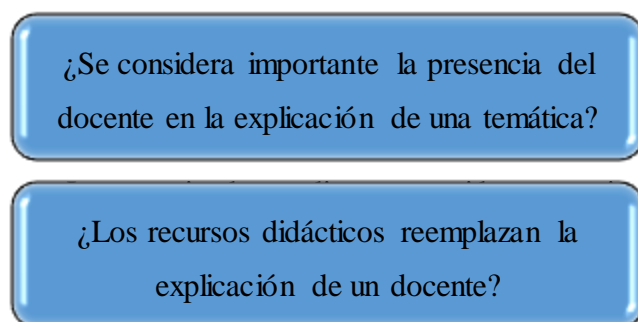 ¿Se considera importante la presencia del
docente en la explicación de una temática?
¿Los recursos didácticos reemplazan la
explicación de un docente?